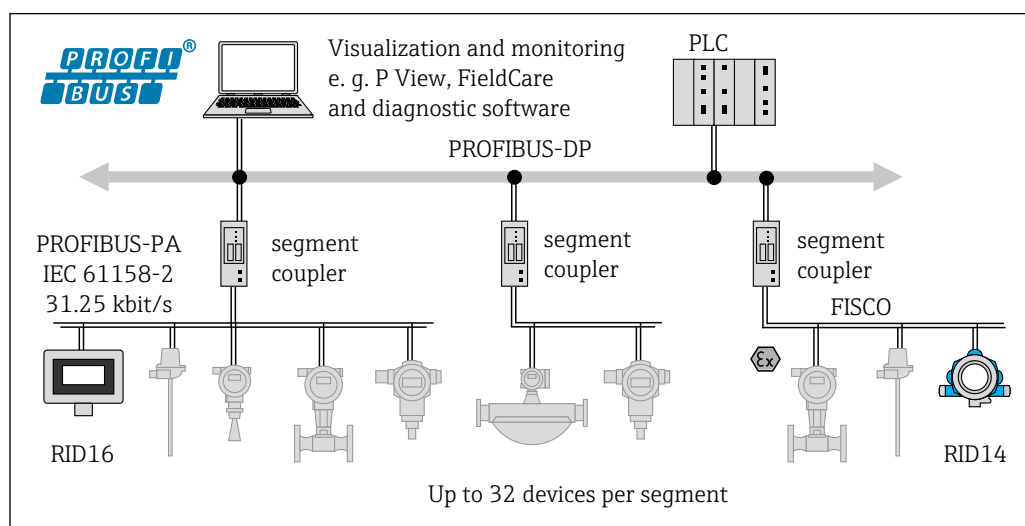 PROFI
BUS
®
Visualization and monitoring
e. g. P View, FieldCare
and diagnostic software
PLC
PROFIBUS-DP
PROFIBUS-PA
IEC 61158-2
31.25 kbit/s
segment
coupler
segment
coupler
segment
coupler
FISCO
εx
RID16
RID14
Up to 32 devices per segment